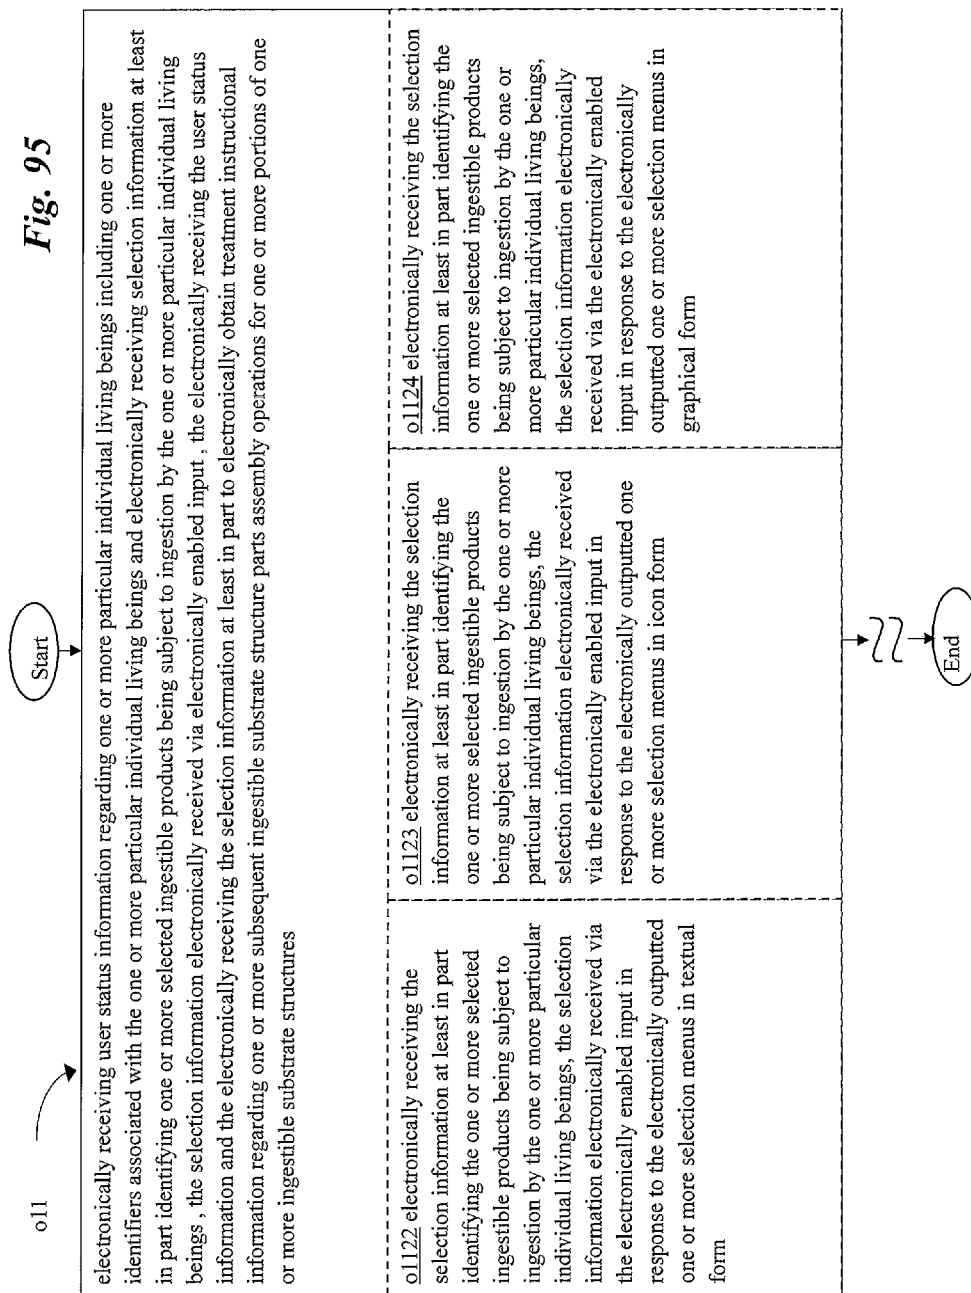 Fig. 95
o11
Start
electronically receiving user status information regarding one or more particular individual living beings including one or more
identifiers associated with the one or more particular individual living beings and electronically receiving selection information at least
in part identifying one or more selected ingestible products being subject to ingestion by the one or more particular individual living
beings , the selection information electronically received via electronically enabled input , the electronically receiving the user status
information and the electronically receiving the selection information at least in part to electronically obtain treatment instructional
information regarding one or more subsequent ingestible substrate structure parts assembly operations for one or more portions of one
or more ingestible substrate structures
o1122 electronically receiving the
selection information at least in part
identifying the one or more selected
ingestible products being subject to
ingestion by the one or more particular
individual living beings, the selection
information electronically received via
the electronically enabled input in
response to the electronically outputted
one or more selection menus in textual
form
o1123 electronically receiving the selection
information at least in part identifying the
one or more selected ingestible products
being subject to ingestion by the one or more
particular individual living beings, the
selection information electronically received
via the electronically enabled input in
response to the electronically outputted one
or more selection menus in icon form
o1124 electronically receiving the selection
information at least in part identifying the
one or more selected ingestible products
being subject to ingestion by the one or
more particular individual living beings,
the selection information electronically
received via the electronically enabled
input in response to the electronically
outputted one or more selection menus in
graphical form
End